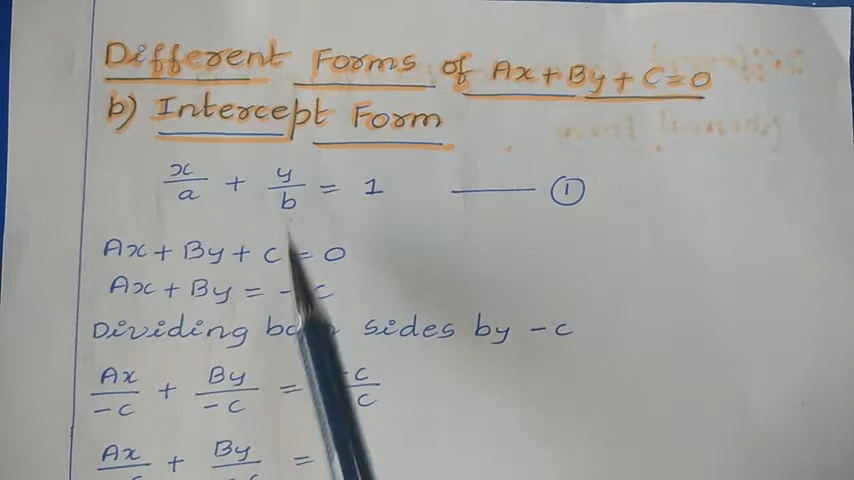 Different Forms of Ax + By + C = 0
b) Intercept Form
x/a + y/b = 1 ——— ①
Ax + By + C = 0
Ax + By = - C
Dividing both sides by - C
Ax/-C + By/-C = -C/-C
Ax/-C + By/-C =